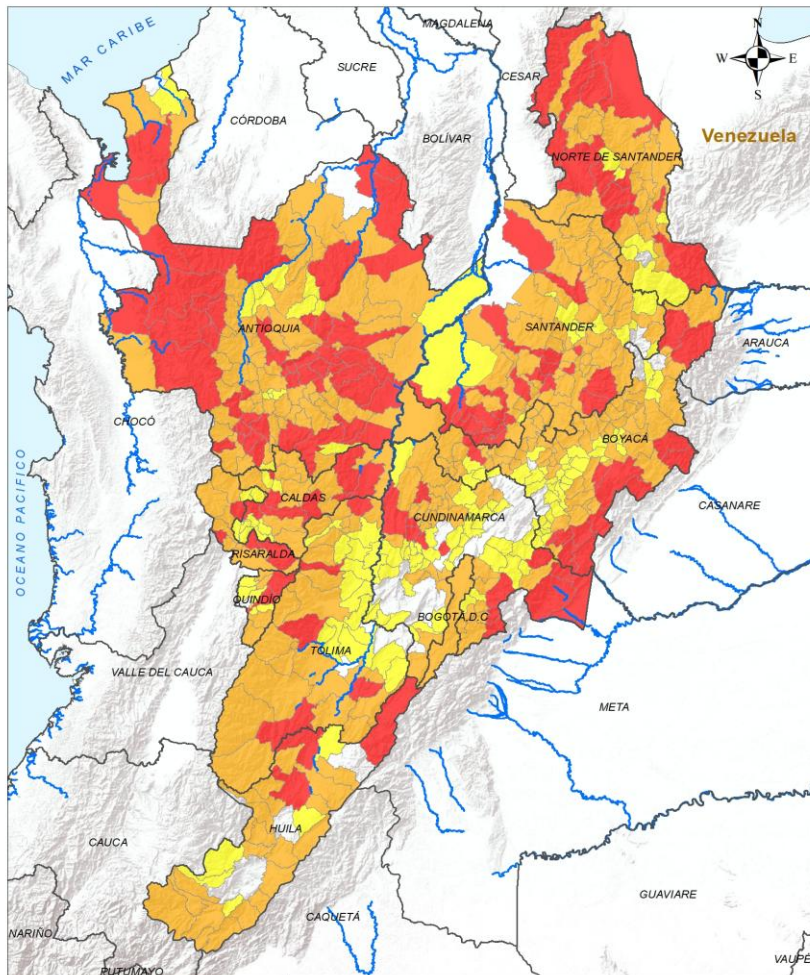 MAGDALENA
N
W E
S
MAR CARIBE
SUCRE
CESAR
CÓRDOBA
BOLÍVAR
Venezuela
NORTE DE SANTANDER
ANTIOQUIA
SANTANDER
ARAUCA
CHOCÓ
BOYACÁ
OCEANO PACIFICO
CALDAS
CUNDINAMARCA
CASANARE
RISARALDA
QUINDÍO
BOGOTÁ D.C
TOLIMA
VALLE DEL CAUCA
META
HUILA
CAUCA
GUAVIARE
CAQUETÁ
NARIÑO
PUTUMAYO
VAUPÉ